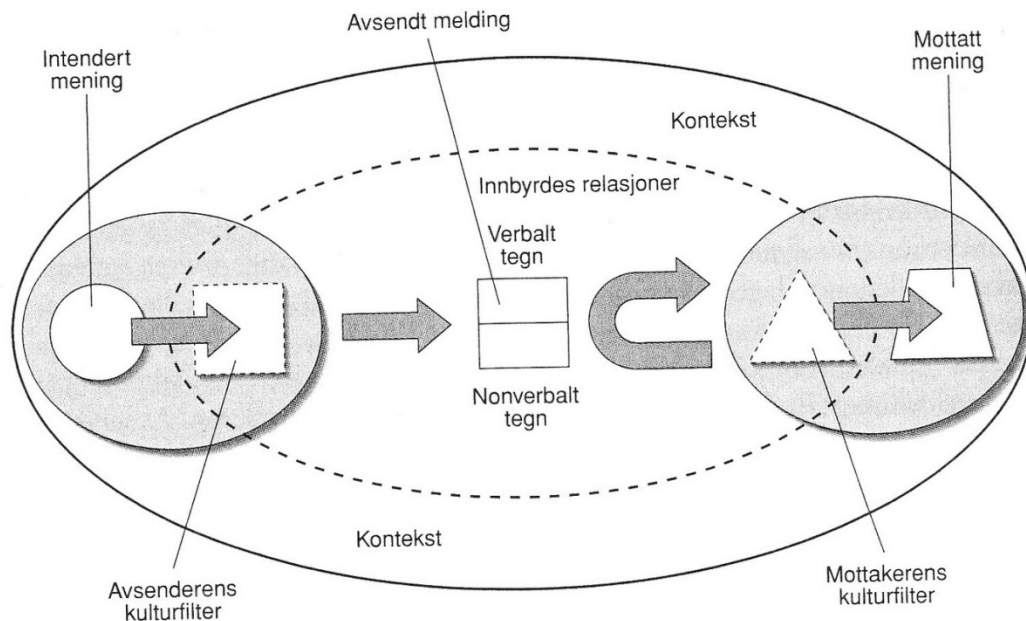 Avsendt melding
Intendert
mening
Mottatt
mening
Kontekst
Innbyrdes relasjoner
Verbalt
tegn
Nonverbalt
tegn
Kontekst
Avsenderens
kulturfilter
Mottakerens
kulturfilter